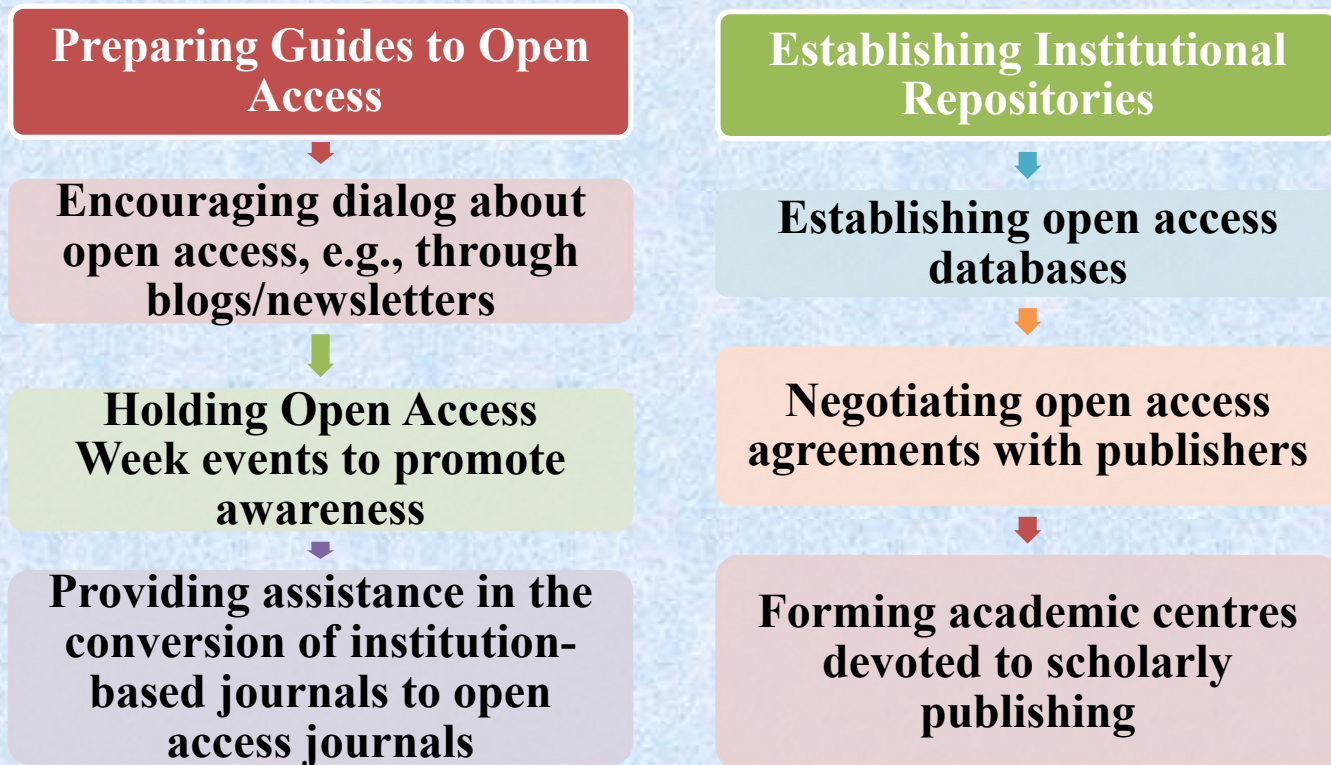 Preparing Guides to Open
Access
Encouraging dialog about
open access, e.g., through
blogs/newsletters
Holding Open Access
Week events to promote
awareness
Providing assistance in the
conversion of institution-
based journals to open
access journals
Establishing Institutional
Repositories
Establishing open access
databases
Negotiating open access
agreements with publishers
Forming academic centres
devoted to scholarly
publishing